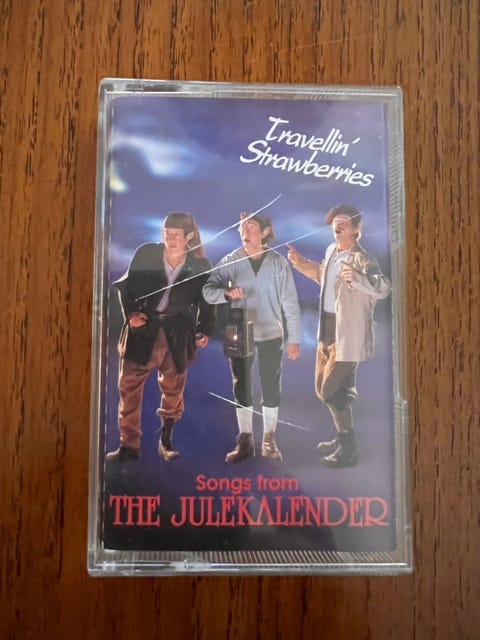 Travellin'
Strawberries
Songs from
THE JULEKALENDER